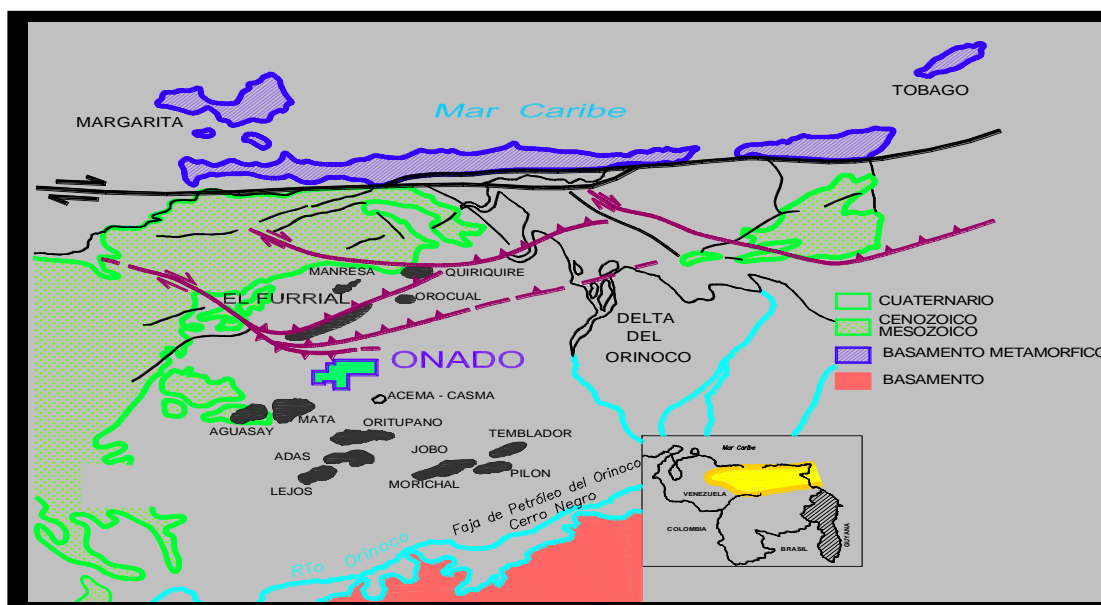 TOBAGO
MARGARITA
Mar Caribe
MANRESA
QUIRIQUIRE
EL FURRIAL
OROCUAL
DELTA
DEL
ORINOCO
CUATERNARIO
CENOZOICO
MESOZOICO
BASAMENTO METAMORFICO
BASAMENTO
ONADO
ACEMA - CASMA
MATA
AGUASAY
ORITUPANO
ADAS
LEJOS
JOBO
MORICHAL
TEMBLADOR
PILON
Faja de Petróleo del Orinoco
Cerro Negro
Río Orinoco
Mar Caribe
VENEZUELA
COLOMBIA
BRASIL
GUYANA